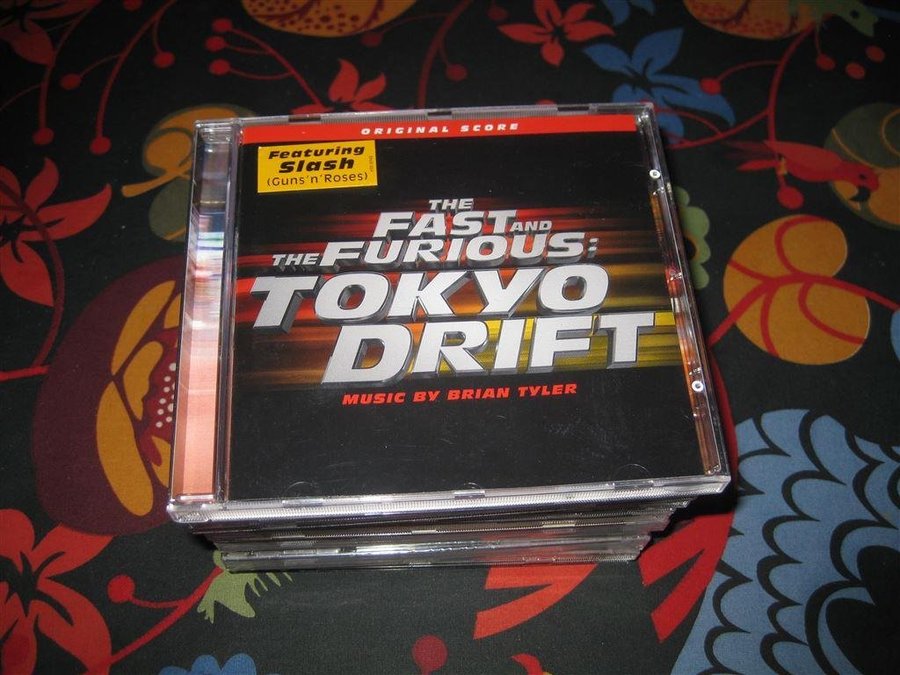 ORIGINAL SCORE
Featuring
Slash
(Guns'n'Roses)
THE
FAST AND
THE FURIOUS:
TOKYO
DRIFT
MUSIC BY BRIAN TYLER